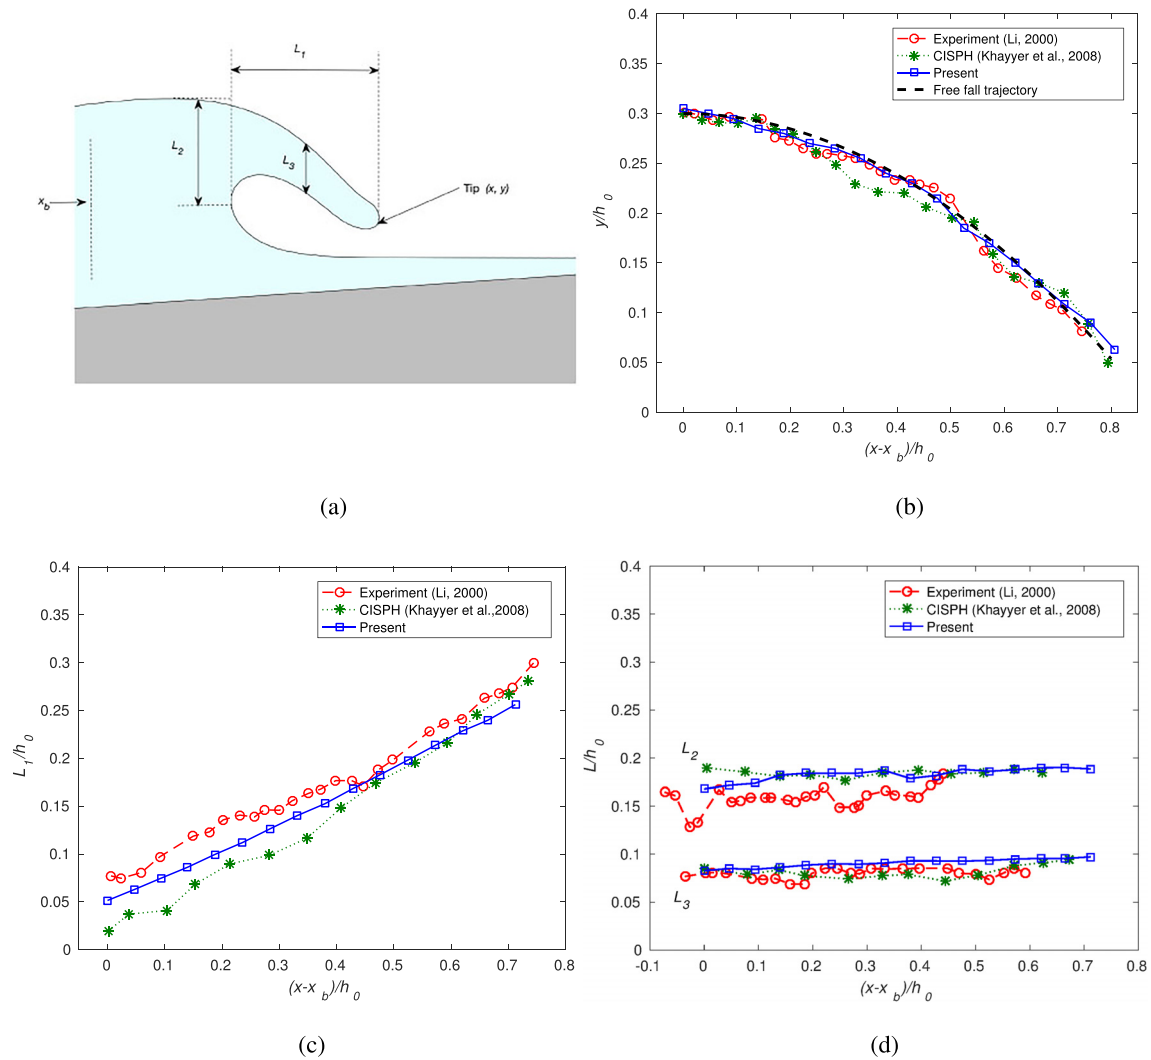 L1
L2
L3
xb
Tip (x, y)
(a)
0.4
0.35
0.3
0.25
0.2
0.15
0.1
0.05
0
0 0.1 0.2 0.3 0.4 0.5 0.6 0.7 0.8
y/h0
(x-x b)/h0
Experiment (Li, 2000)
CISPH (Khayyer et al., 2008)
Present
Free fall trajectory
(b)
0.4
0.35
0.3
0.25
0.2
0.15
0.1
0.05
0
0 0.1 0.2 0.3 0.4 0.5 0.6 0.7 0.8
L1/h0
(x-x b)/h0
Experiment (Li, 2000)
CISPH (Khayyer et al.,2008)
Present
(c)
0.4
0.35
0.3
0.25
0.2
0.15
0.1
0.05
0
-0.1 0 0.1 0.2 0.3 0.4 0.5 0.6 0.7 0.8
L/h0
(x-x b)/h0
Experiment (Li, 2000)
CISPH (Khayyer et al., 2008)
Present
L2
L3
(d)